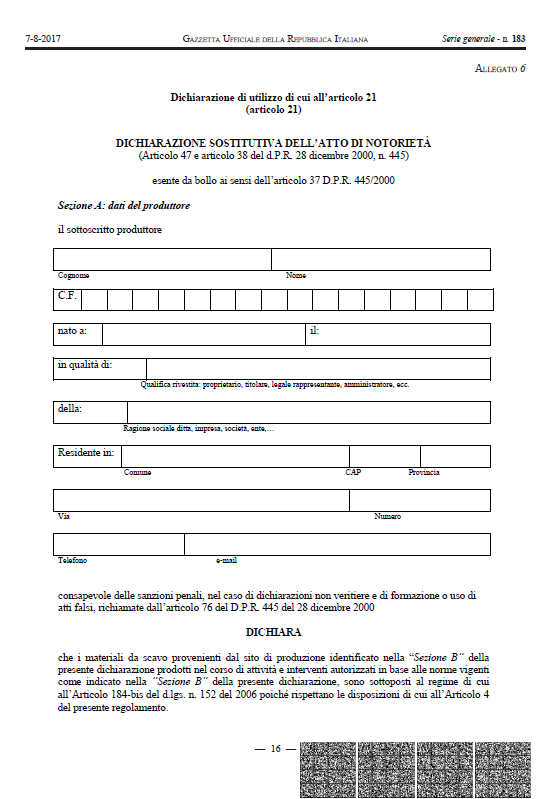 7-8-2017 GAZZETTA UFFICIALE DELLA REPUBBLICA ITALIANA Serie generale - n. 183
ALLEGATO 6
Dichiarazione di utilizzo di cui all'articolo 21
(articolo 21)
DICHIARAZIONE SOSTITUTIVA DELL'ATTO DI NOTORIETÀ
(Articolo 47 e articolo 38 del d.P.R. 28 dicembre 2000, n. 445)
esente da bollo ai sensi dell'articolo 37 D.P.R. 445/2000
Sezione A: dati del produttore
il sottoscritto produttore
Cognome Nome
C.F.
nato a: il:
in qualità di:
Qualifica rivestita: proprietario, titolare, legale rappresentante, amministratore, ecc.
della:
Ragione sociale ditta, impresa, società, ente,…
Residente in:
Comune CAP Provincia
Via Numero
Telefono e-mail
consapevole delle sanzioni penali, nel caso di dichiarazioni non veritiere e di formazione o uso di
atti falsi, richiamate dall'articolo 76 del D.P.R. 445 del 28 dicembre 2000
DICHIARA
che i materiali da scavo provenienti dal sito di produzione identificato nella "Sezione B" della
presente dichiarazione prodotti nel corso di attività e interventi autorizzati in base alle norme vigenti
come indicato nella "Sezione B" della presente dichiarazione, sono sottoposti al regime di cui
all'Articolo 184-bis del d.lgs. n. 152 del 2006 poiché rispettano le disposizioni di cui all'Articolo 4
del presente regolamento.
— 16 —